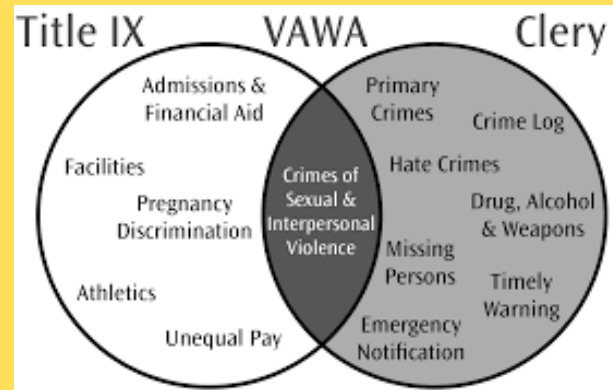 Title IX
VAWA
Clery
Admissions &
Financial Aid
Facilities
Pregnancy
Discrimination
Athletics
Unequal Pay
Crimes of
Sexual &
Interpersonal
Violence
Primary
Crimes
Crime Log
Hate Crimes
Drug, Alcohol
& Weapons
Missing
Persons
Timely
Warning
Emergency
Notification